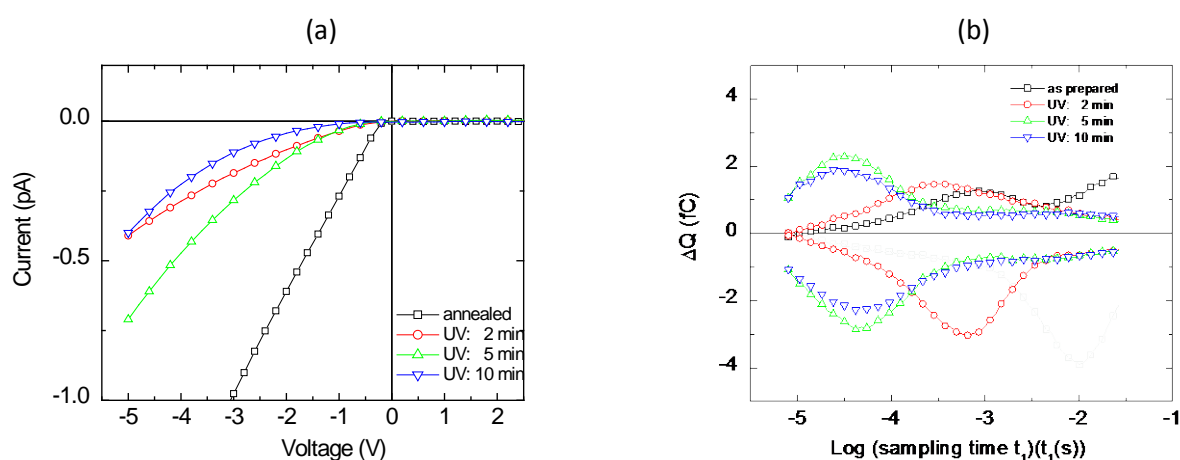 (a)
0.0
-0.5
-1.0
Current (pA)
-5 -4 -3 -2 -1 0 1 2
Voltage (V)
annealed
UV: 2 min
UV: 5 min
UV: 10 min
(b)
4
2
0
-2
-4
ΔQ (fC)
-5 -4 -3 -2 -1
Log (sampling time t1)(t1(s))
as prepared
UV: 2 min
UV: 5 min
UV: 10 min